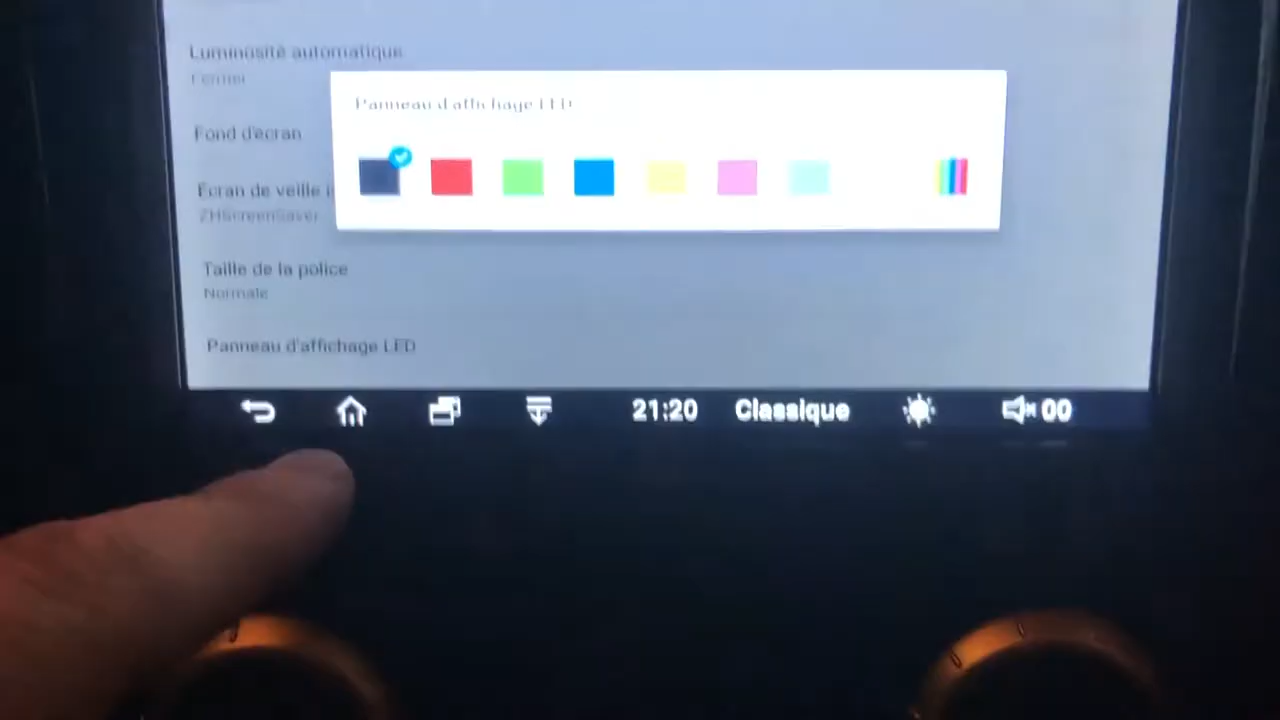 Luminosité automatique
Fermer
Panneau d'affichage LED
Fond d'écran
Écran de veille i
ZHScreenSaver
Taille de la police
Normale
Panneau d'affichage LED
21:20 Classique 00